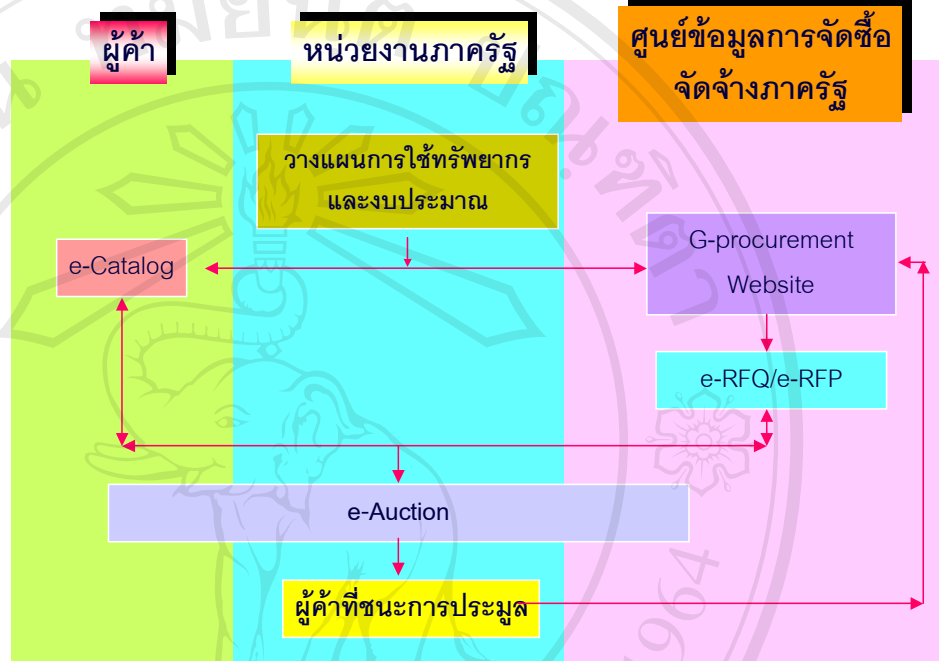 ผู้ค้า
หน่วยงานภาครัฐ
ศูนย์ข้อมูลการจัดซื้อ
จัดจ้างภาครัฐ
วางแผนการใช้ทรัพยากร
และงบประมาณ
e-Catalog
G-procurement
Website
e-RFQ/e-RFP
e-Auction
ผู้ค้าที่ชนะการประมูล
1964